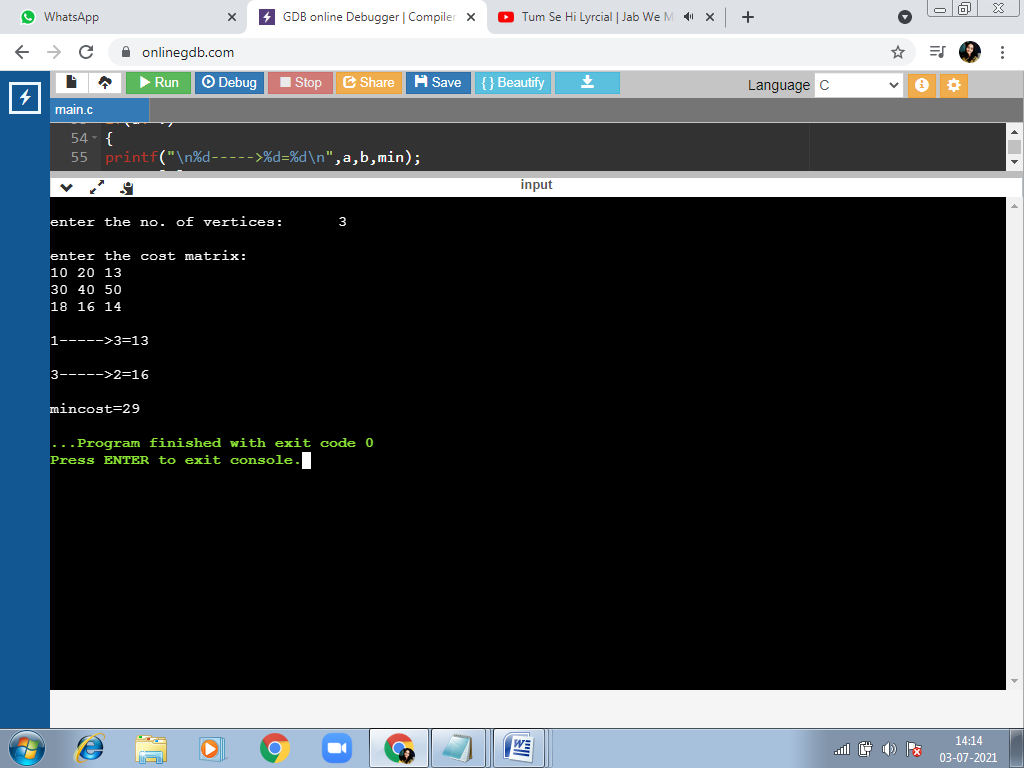 WhatsApp
GDB online Debugger | Compiler
Tum Se Hi Lyrcial | Jab We M
onlinegdb.com
Run
Debug
Stop
Share
Save
{ } Beautify
Language C
main.c
54 {
55 printf("\n%d----->%d=%d\n",a,b,min);
input
enter the no. of vertices: 3
enter the cost matrix:
10 20 13
30 40 50
18 16 14
1----->3=13
3----->2=16
mincost=29
...Program finished with exit code 0
Press ENTER to exit console.
14:14
03-07-2021